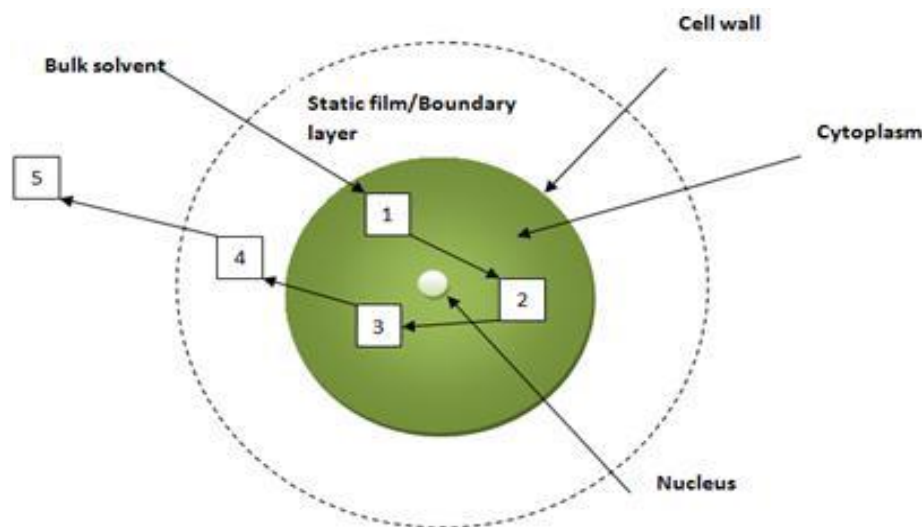 Cell wall
Bulk solvent
Static film/Boundary
layer
Cytoplasm
5
1
4
2
3
Nucleus